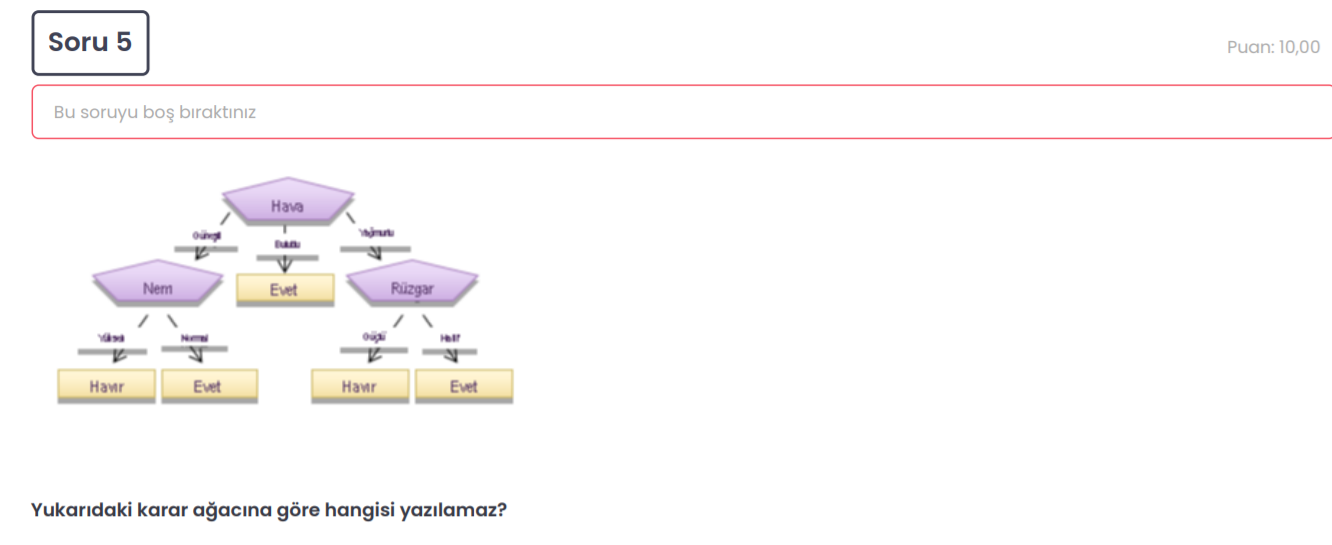 Soru 5
Puan: 10,00
Bu soruyu boş bıraktınız
Hava
Güneşli
Bulutlu
Yağmurlu
Nem
Evet
Rüzgar
Yüksek
Normal
Güçlü
Hafif
Hayır
Evet
Hayır
Evet
Yukarıdaki karar ağacına göre hangisi yazılamaz?